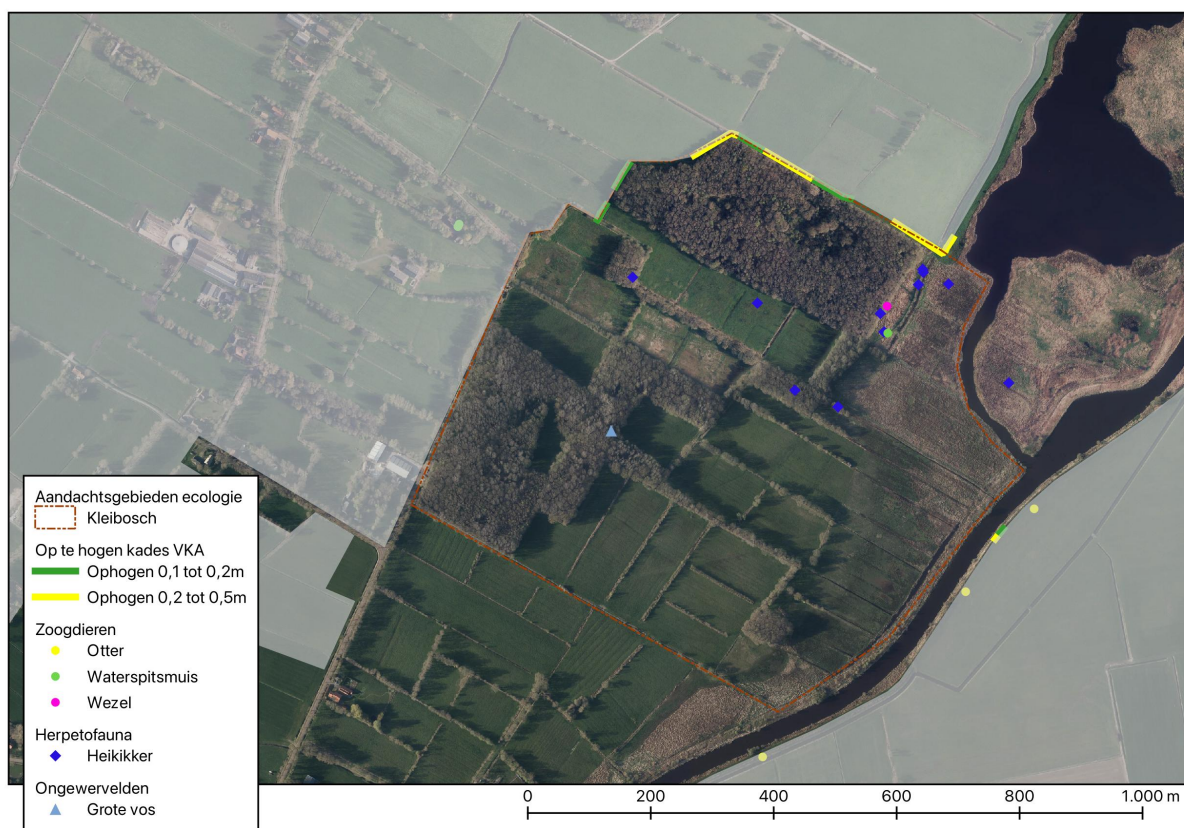 Aandachtsgebieden ecologie
Kleibosch
Op te hogen kades VKA
Ophogen 0,1 tot 0,2m
Ophogen 0,2 tot 0,5m
Zoogdieren
Otter
Waterspitsmuis
Wezel
Herpetofauna
Heikikker
Ongewervelden
Grote vos
0 200 400 600 800 1.000 m